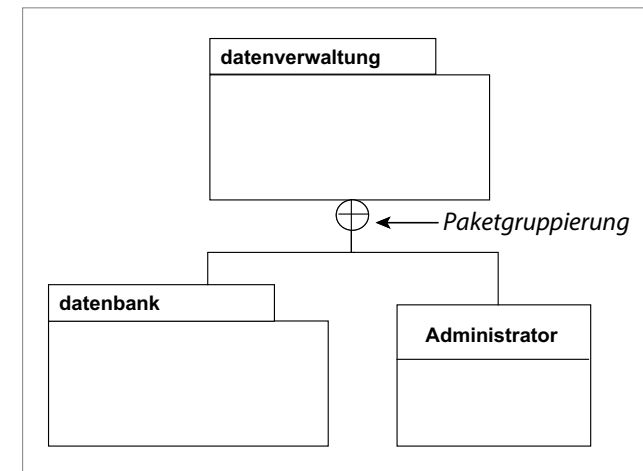 datenverwaltung
Paketgruppierung
datenbank
Administrator